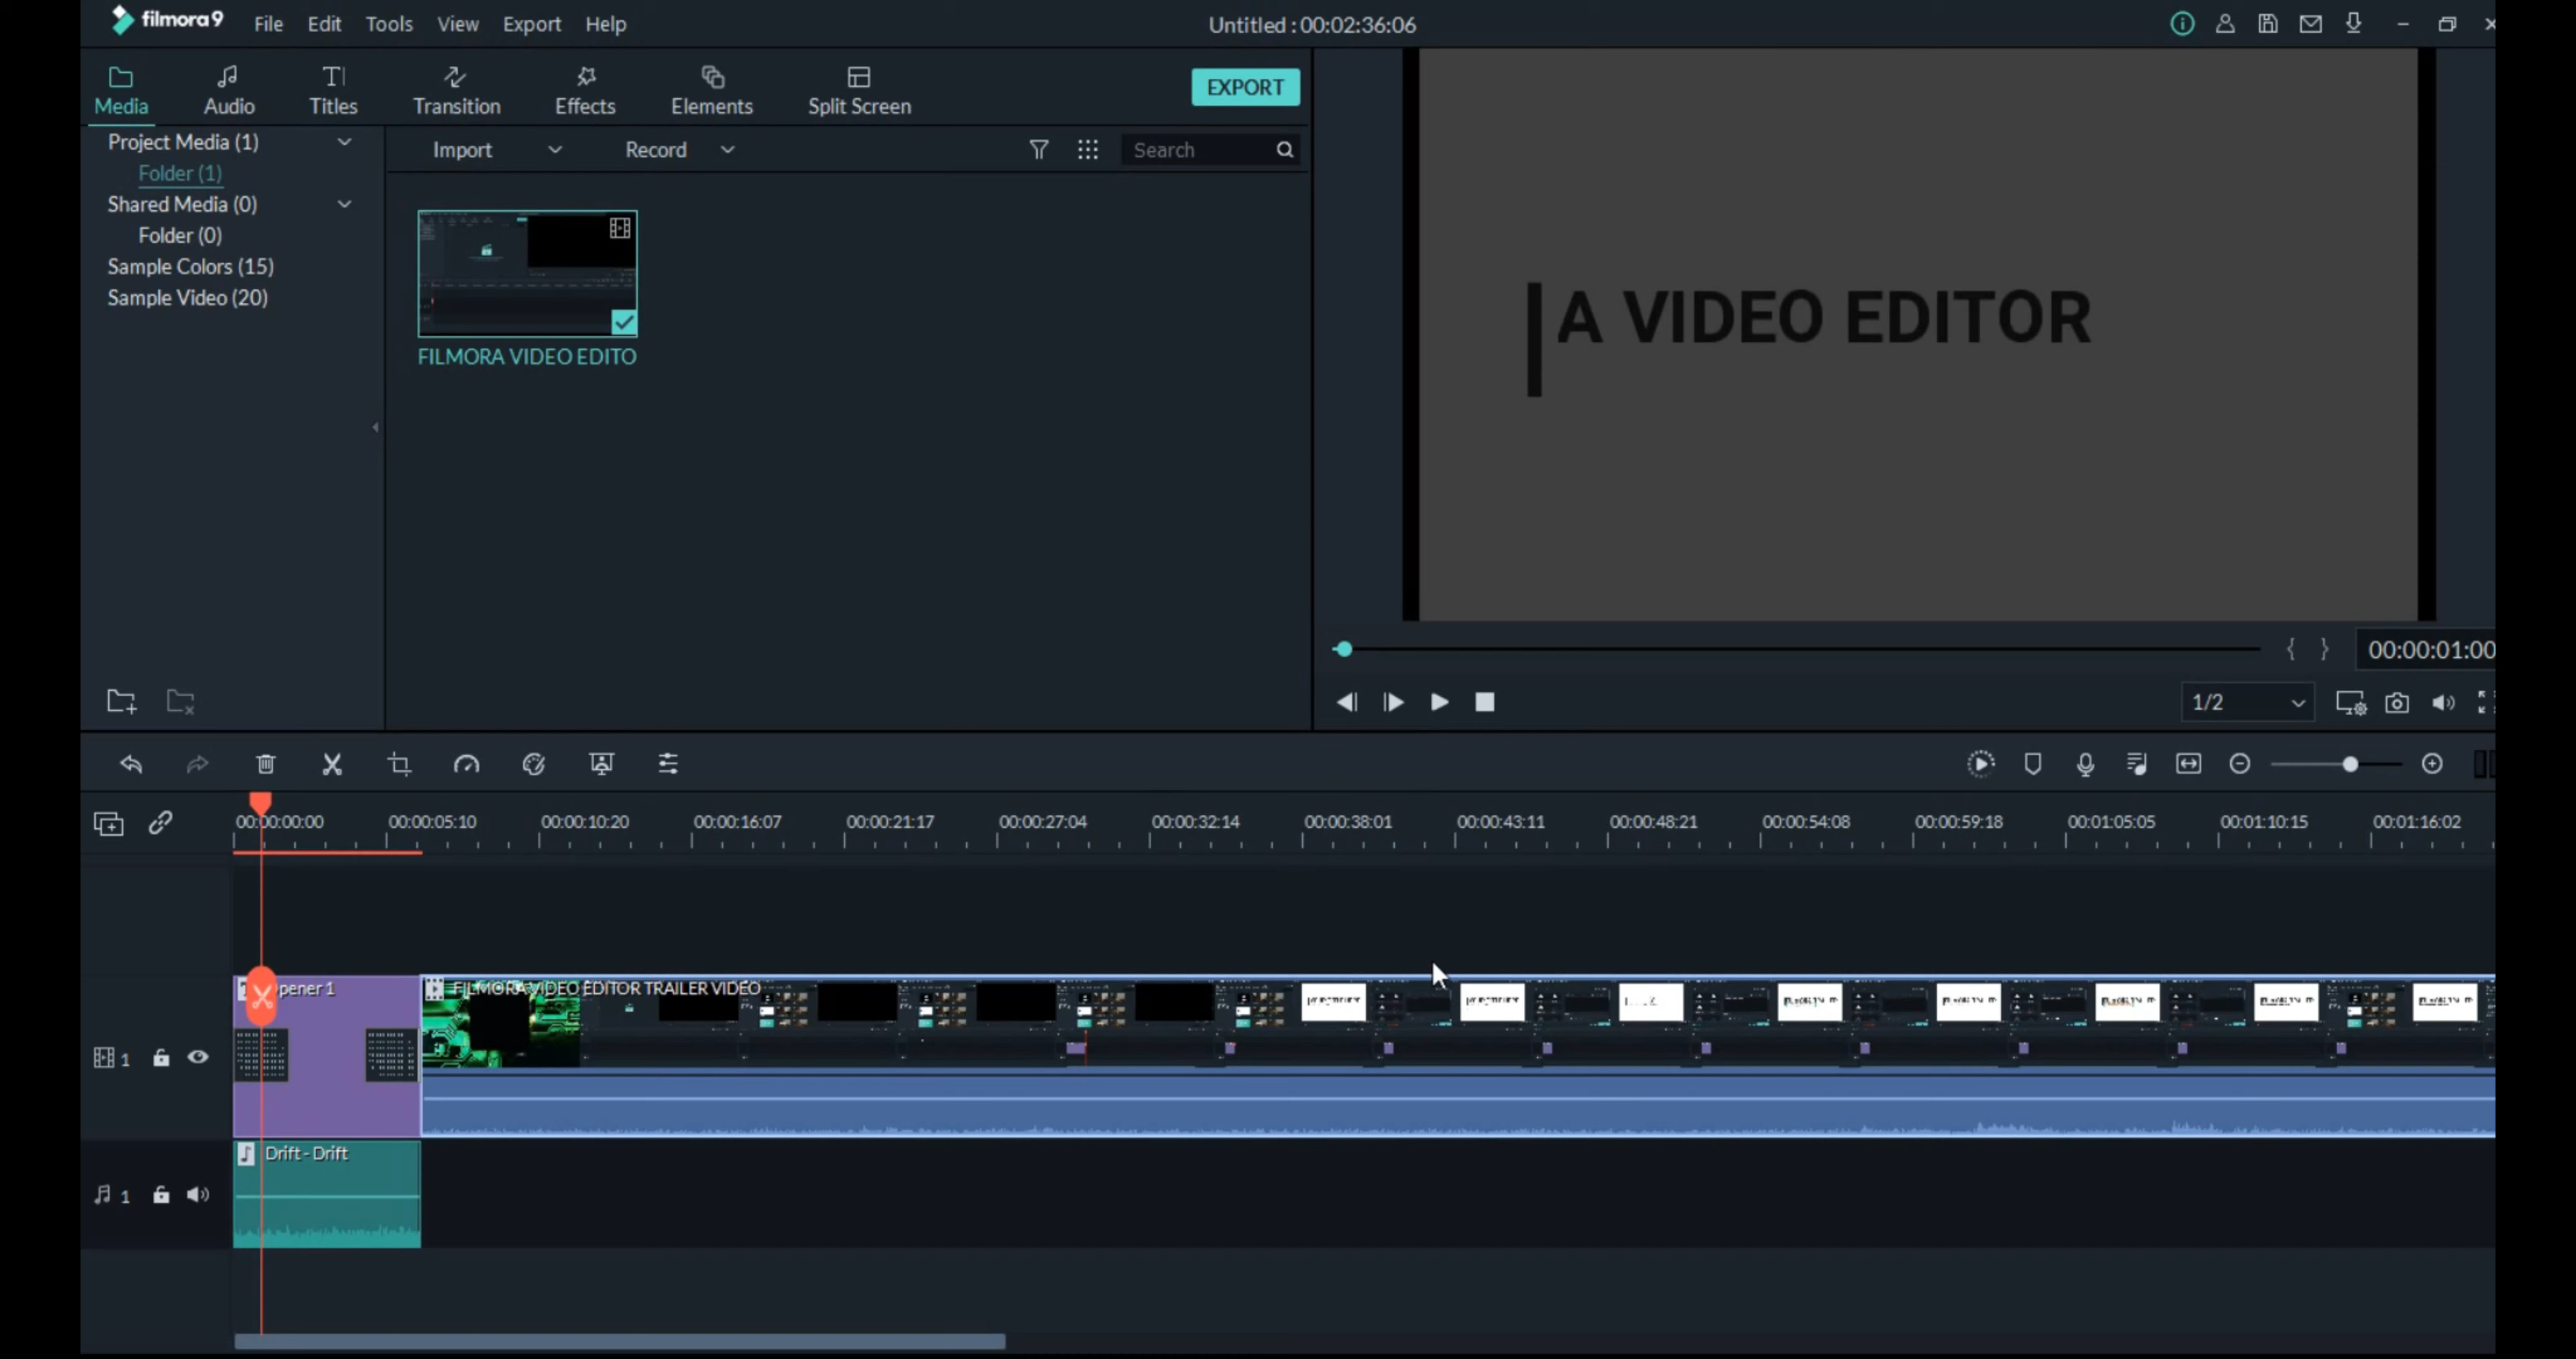 filmora9 File Edit Tools View Export Help Untitled : 00:02:36:06
Media Audio Titles Transition Effects Elements Split Screen EXPORT
Project Media (1)
Folder (1)
Shared Media (0)
Folder (0)
Sample Colors (15)
Sample Video (20)
Import Record Search
FILMORA VIDEO EDITO
A VIDEO EDITOR
00:00:01:00
1/2
00:00:00:00 00:00:05:10 00:00:10:20 00:00:16:07 00:00:21:17 00:00:27:04 00:00:32:14 00:00:38:01 00:00:43:11 00:00:48:21 00:00:54:08 00:00:59:18 00:01:05:05 00:01:10:15 00:01:16:02
pener 1 FILMORA VIDEO EDITOR TRAILER VIDEO
1
Drift - Drift
1